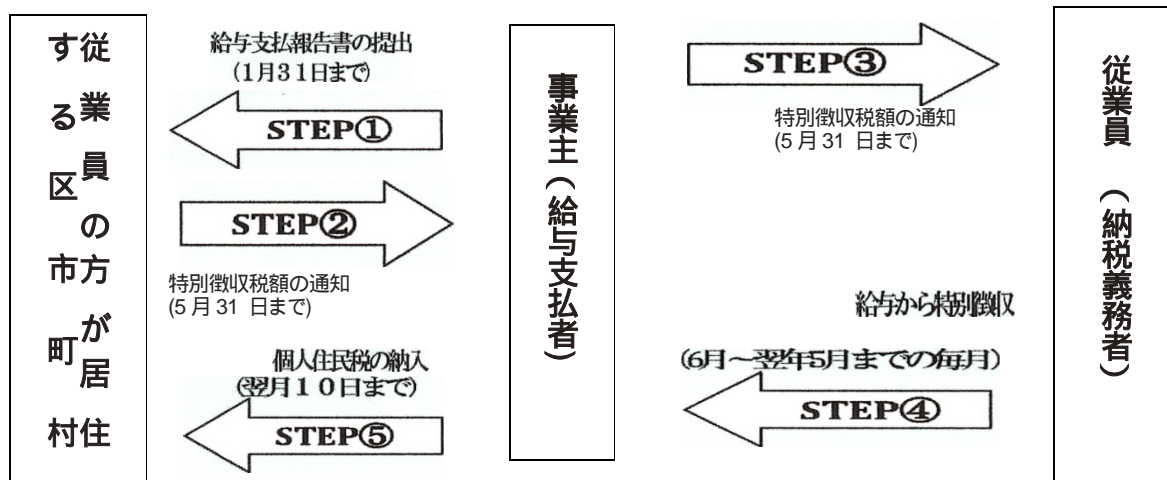 従業員の方が居住
する区市町村
給与支払報告書の提出
(1月31日まで)
STEP①
STEP②
特別徴収税額の通知
(5月31 日まで)
個人住民税の納入
(翌月10日まで)
STEP⑤
事業主(給与支払者)
STEP③
特別徴収税額の通知
(5月31 日まで)
給与から特別徴収
(6月~翌年5月までの毎月)
STEP④
従業員 (納税義務者)